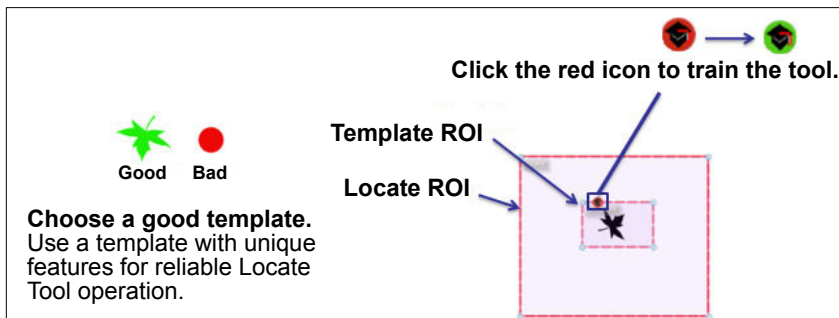 Click the red icon to train the tool.
Template ROI
Locate ROI
Good Bad
Choose a good template.
Use a template with unique
features for reliable Locate
Tool operation.